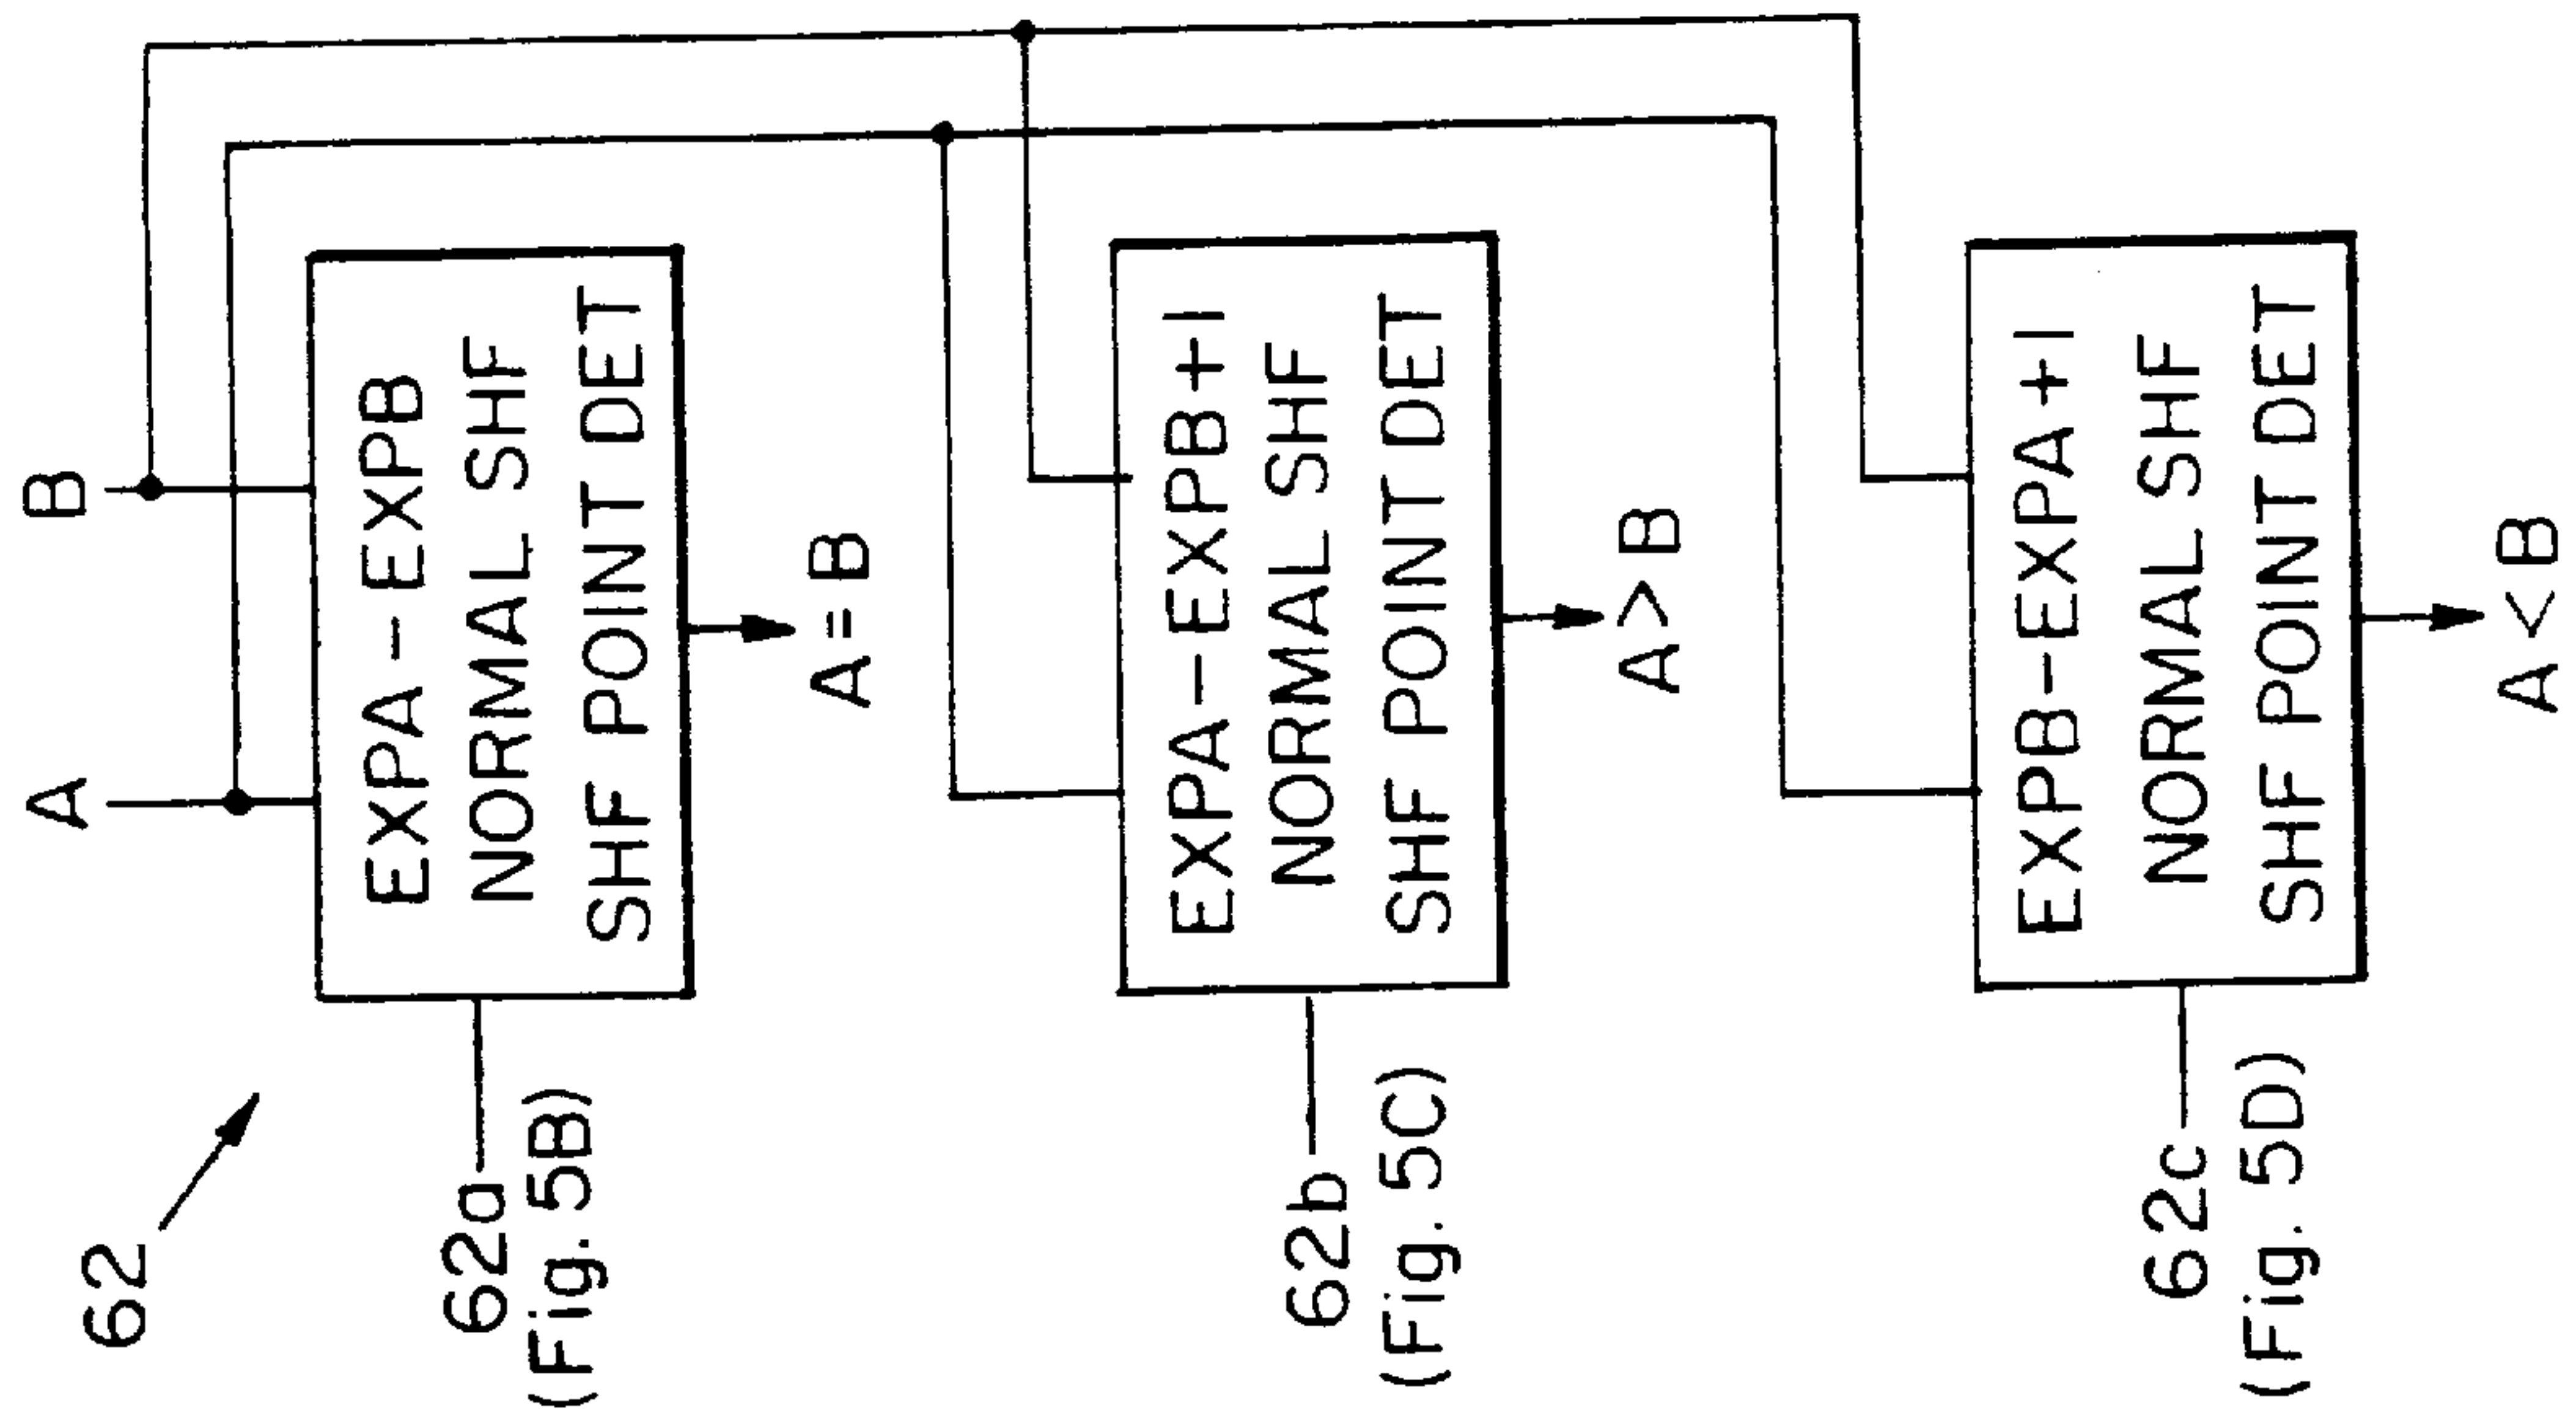 62
A
B
62a
(Fig. 5B)
EXPA-EXPB
NORMAL SHF
SHF POINT DET
A=B
62b
(Fig. 5C)
EXPA-EXPB+1
NORMAL SHF
SHF POINT DET
A>B
62c
(Fig. 5D)
EXPB-EXPA+1
NORMAL SHF
SHF POINT DET
A<B